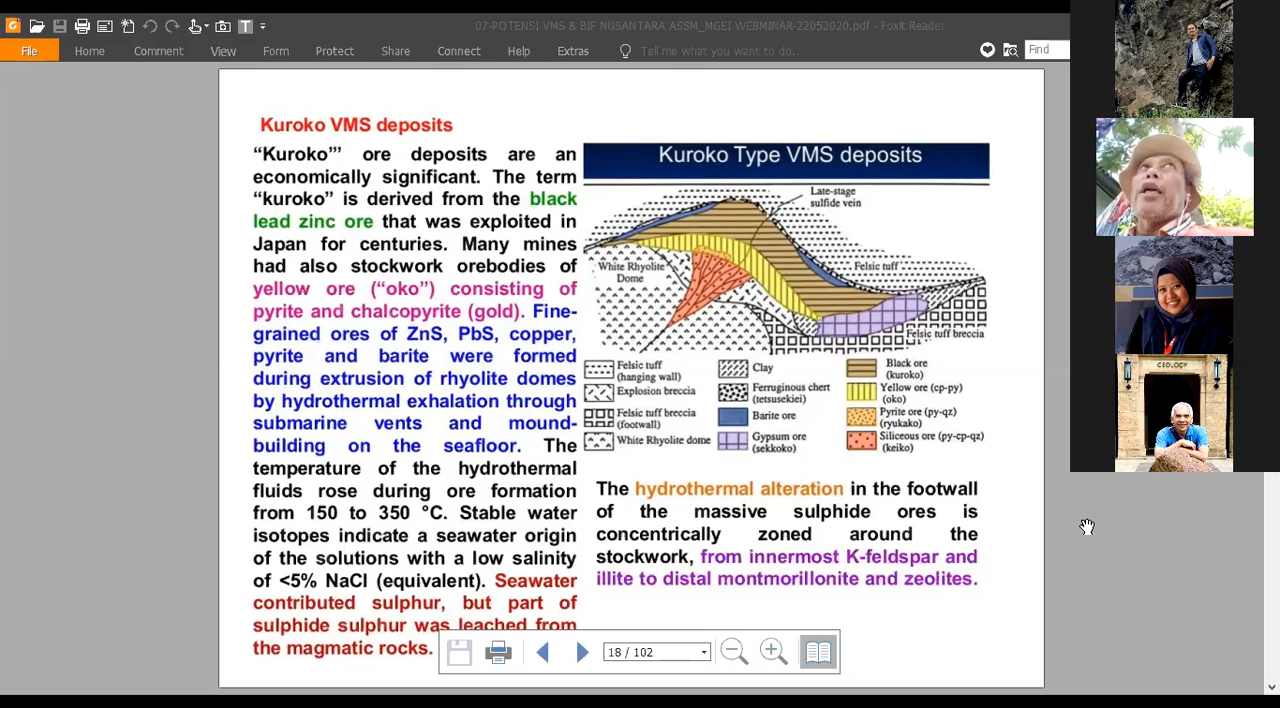 07-POTENSI VMS & BIF NUSANTARA ASSM_MGEI WEBMINAR-22052020.pdf - Foxit Reader
File Home Comment View Form Protect Share Connect Help Extras Tell me what you want to do.. Find
Kuroko VMS deposits
“Kuroko”’ ore deposits are an
economically significant. The term
“kuroko” is derived from the black
lead zinc ore that was exploited in
Japan for centuries. Many mines
had also stockwork orebodies of
yellow ore (“oko”) consisting of
pyrite and chalcopyrite (gold). Fine-
grained ores of ZnS, PbS, copper,
pyrite and barite were formed
during extrusion of rhyolite domes
by hydrothermal exhalation through
submarine vents and mound-
building on the seafloor. The
temperature of the hydrothermal
fluids rose during ore formation
from 150 to 350 °C. Stable water
isotopes indicate a seawater origin
of the solutions with a low salinity
of <5% NaCl (equivalent). Seawater
contributed sulphur, but part of
sulphide sulphur was leached from
the magmatic rocks.
Kuroko Type VMS deposits
Late-stage
sulfide vein
White Rhyolite
Dome
Felsic tuff
Felsic tuff breccia
Felsic tuff
(hanging wall)
Explosion breccia
Felsic tuff breccia
(footwall)
White Rhyolite dome
Clay
Ferruginous chert
(tetsusekiei)
Barite ore
Gypsum ore
(sekkoko)
Black ore
(kuroko)
Yellow ore (cp-py)
(oko)
Pyrite ore (py-qz)
(ryukako)
Siliceous ore (py-cp-qz)
(keiko)
The hydrothermal alteration in the footwall
of the massive sulphide ores is
concentrically zoned around the
stockwork, from innermost K-feldspar and
illite to distal montmorillonite and zeolites.
18 / 102
GEOLOGY